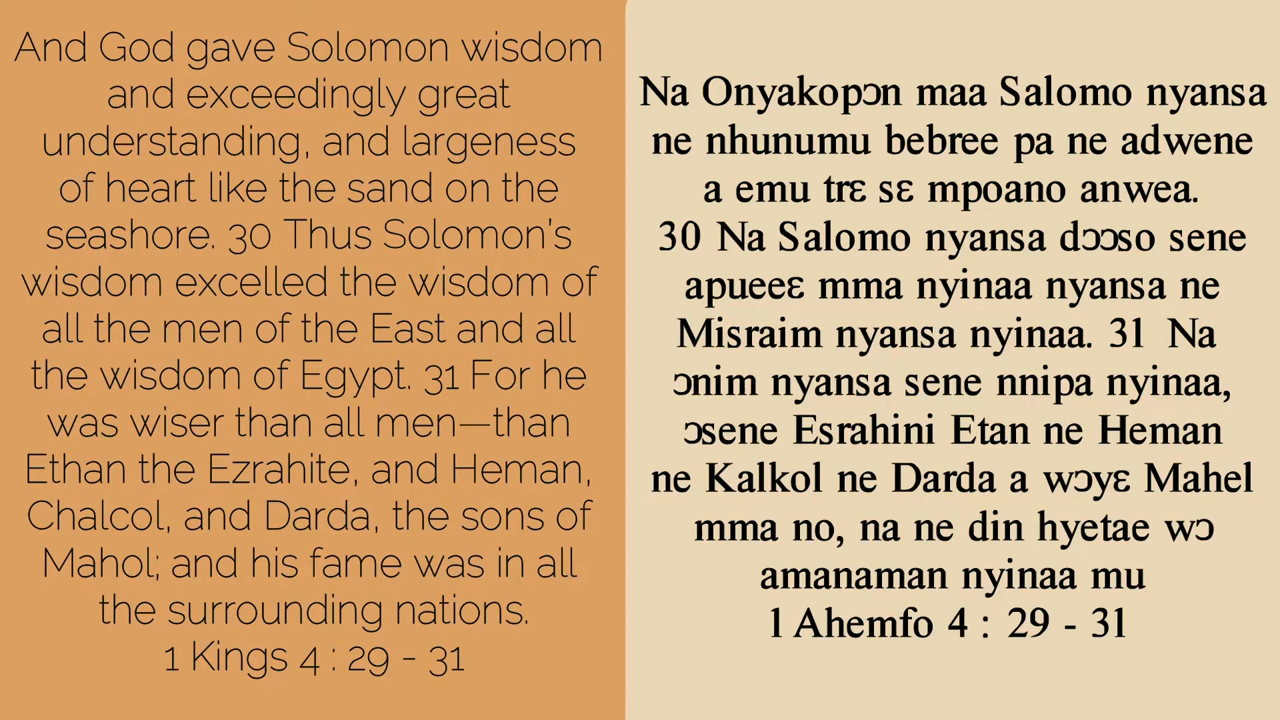 And God gave Solomon wisdom
and exceedingly great
understanding, and largeness
of heart like the sand on the
seashore. 30 Thus Solomon's
wisdom excelled the wisdom of
all the men of the East and all
the wisdom of Egypt. 31 For he
was wiser than all men—than
Ethan the Ezrahite, and Heman,
Chalcol, and Darda, the sons of
Mahol; and his fame was in all
the surrounding nations.
1 Kings 4 : 29 - 31
Na Onyakopɔn maa Salomo nyansa
ne nhunumu bebree pa ne adwene
a emu trɛ sɛ mpoano anwea.
30 Na Salomo nyansa dɔɔso sene
apueeɛ mma nyinaa nyansa ne
Misraim nyansa nyinaa. 31 Na
ɔnim nyansa sene nnipa nyinaa,
ɔsene Esrahini Etan ne Heman
ne Kalkol ne Darda a wɔyɛ Mahel
mma no, na ne din hyetae wɔ
amanaman nyinaa mu
1 Ahemfo 4 : 29 - 31